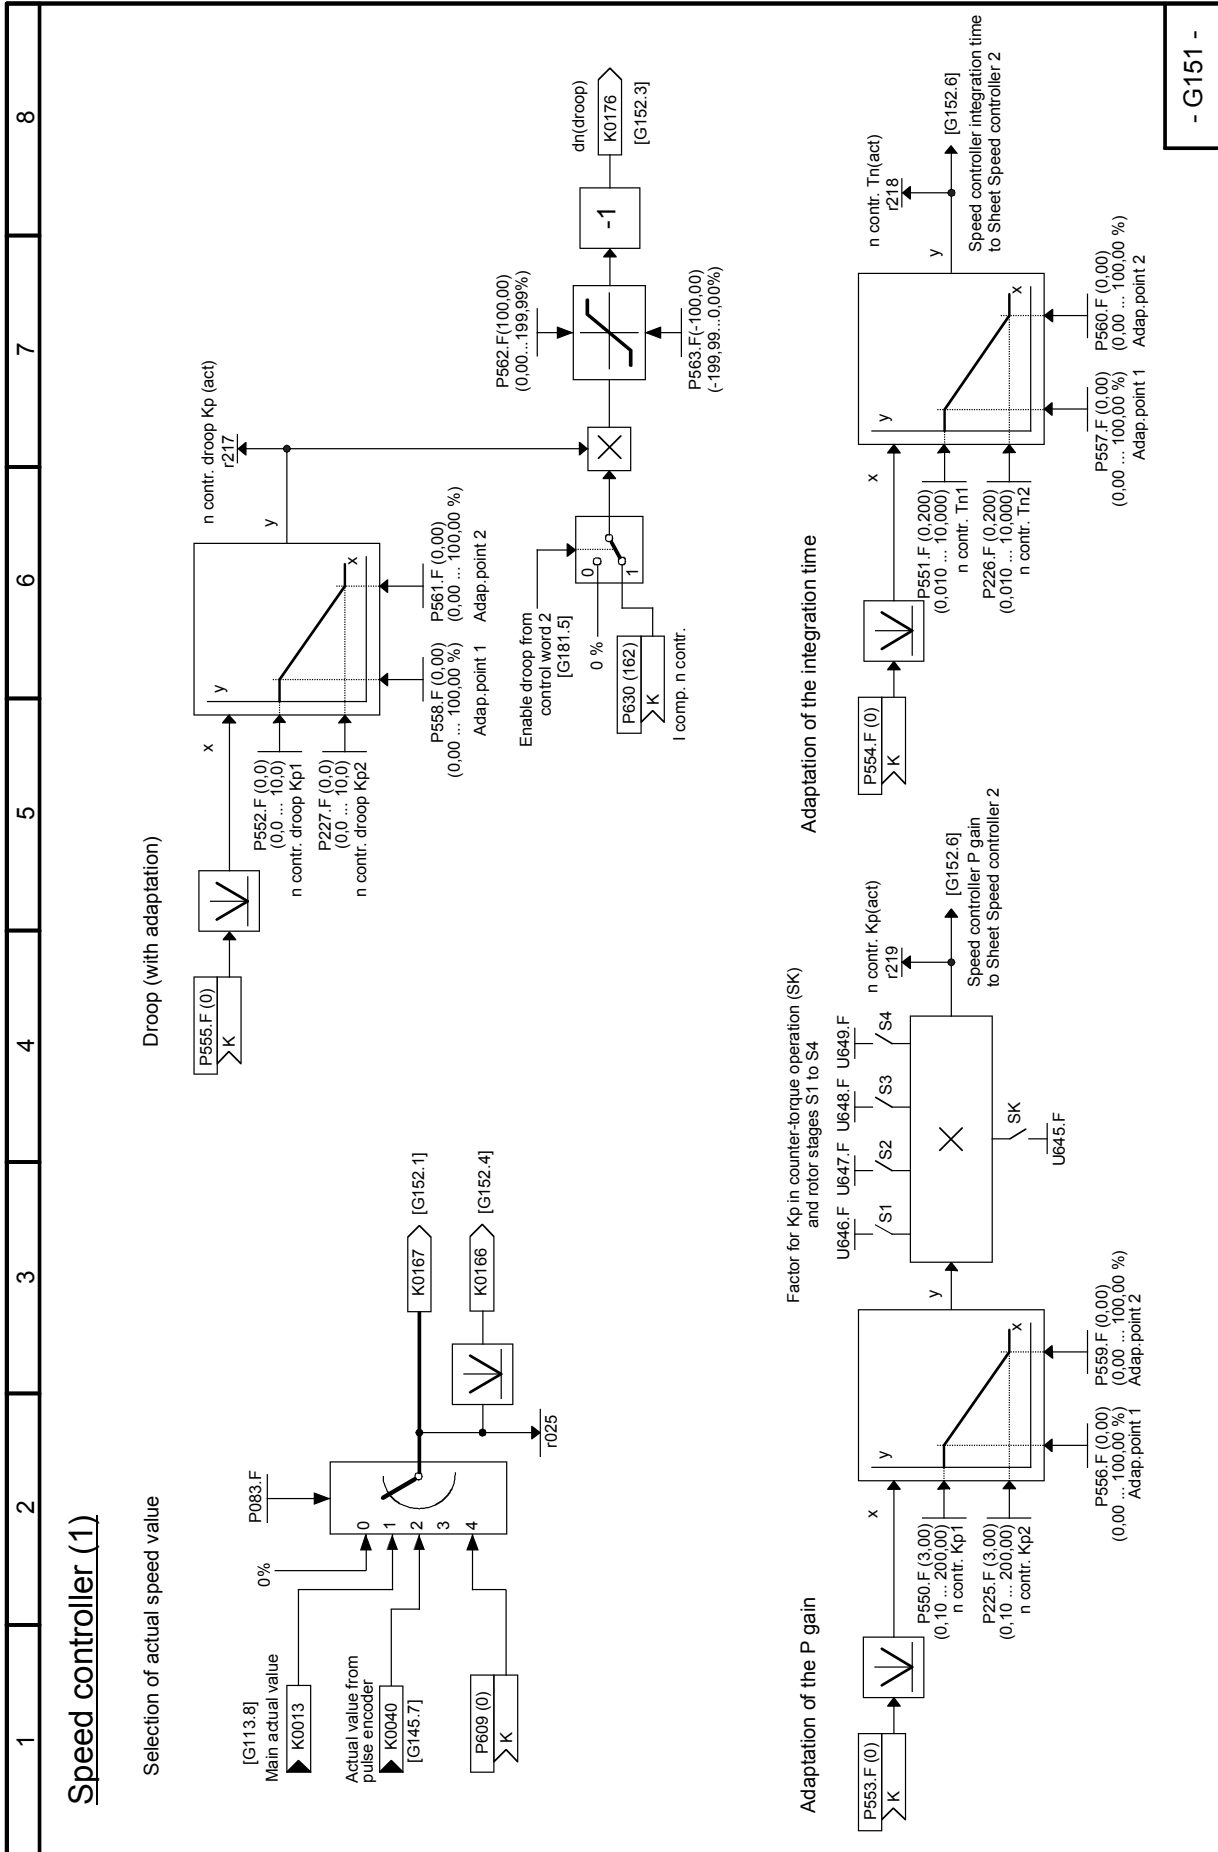 1
2
3
4
5
6
7
8
Speed controller (1)
Selection of actual speed value
[G113.8]
Main actual value
K0013
Actual value from
pulse encoder
K0040
[G145.7]
P609 (0)
K
0%
P083.F
0
1
2
3
4
r025
K0167
[G152.1]
K0166
[G152.4]
Droop (with adaptation)
P555.F (0)
K
x
P552.F (0,0)
(0,0 ... 10,0)
n contr. droop Kp1
P227.F (0,0)
(0,0 ... 10,0)
n contr. droop Kp2
y
x
P558.F (0,00)
(0,00 ... 100,00 %)
Adap.point 1
P561.F (0,00)
(0,00 ... 100,00 %)
Adap.point 2
y
n contr. droop Kp (act)
r217
Enable droop from
control word 2
[G181.5]
0 %
P630 (162)
K
I comp. n contr.
0
1
P562.F(100,00)
(0,00...199,99%)
P563.F(-100,00)
(-199,99...0,00%)
-1
dn(droop)
K0176
[G152.3]
Adaptation of the P gain
P553.F (0)
K
x
P550.F (3,00)
(0,10 ... 200,00)
n contr. Kp1
P225.F (3,00)
(0,10 ... 200,00)
n contr. Kp2
y
x
P556.F (0,00)
(0,00 ... 100,00 %)
Adap.point 1
P559.F (0,00)
(0,00 ... 100,00 %)
Adap.point 2
y
Factor for Kp in counter-torque operation (SK)
and rotor stages S1 to S4
U646.F U647.F U648.F U649.F
S1
S2
S3
S4
SK
U645.F
n contr. Kp(act)
r219
[G152.6]
Speed controller P gain
to Sheet Speed controller 2
Adaptation of the integration time
P554.F (0)
K
x
P551.F (0,200)
(0,010 ... 10,000)
n contr. Tn1
P226.F (0,200)
(0,010 ... 10,000)
n contr. Tn2
y
x
P557.F (0,00)
(0,00 ... 100,00 %)
Adap.point 1
P560.F (0,00)
(0,00 ... 100,00 %)
Adap.point 2
y
n contr. Tn(act)
r218
[G152.6]
Speed controller integration time
to Sheet Speed controller 2
- G151 -